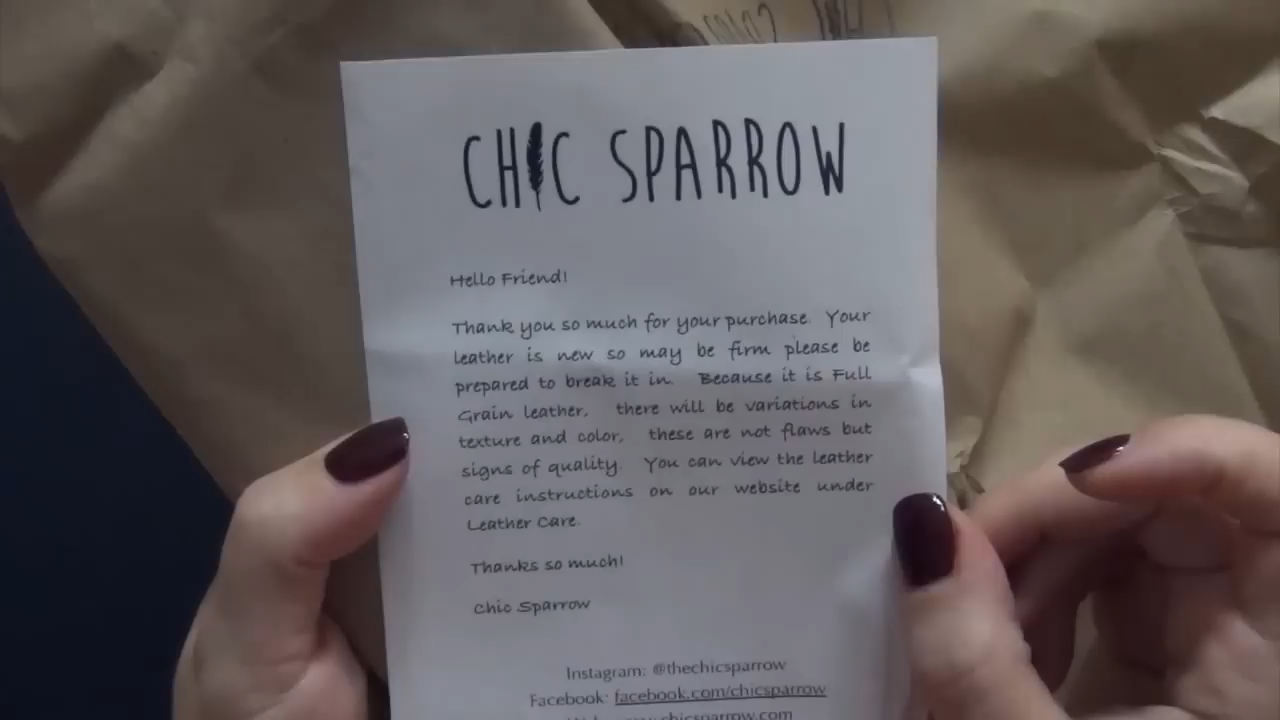 CHIC SPARROW
Hello Friend!
Thank you so much for your purchase. Your
leather is new so may be firm please be
prepared to break it in. Because it is Full
Grain leather, there will be variations in
texture and color, these are not flaws but
signs of quality. You can view the leather
care instructions on our website under
Leather Care.
Thanks so much!
Chic Sparrow
Instagram: @thechicsparrow
Facebook: facebook.com/chicsparrow
www.chicsparrow.com